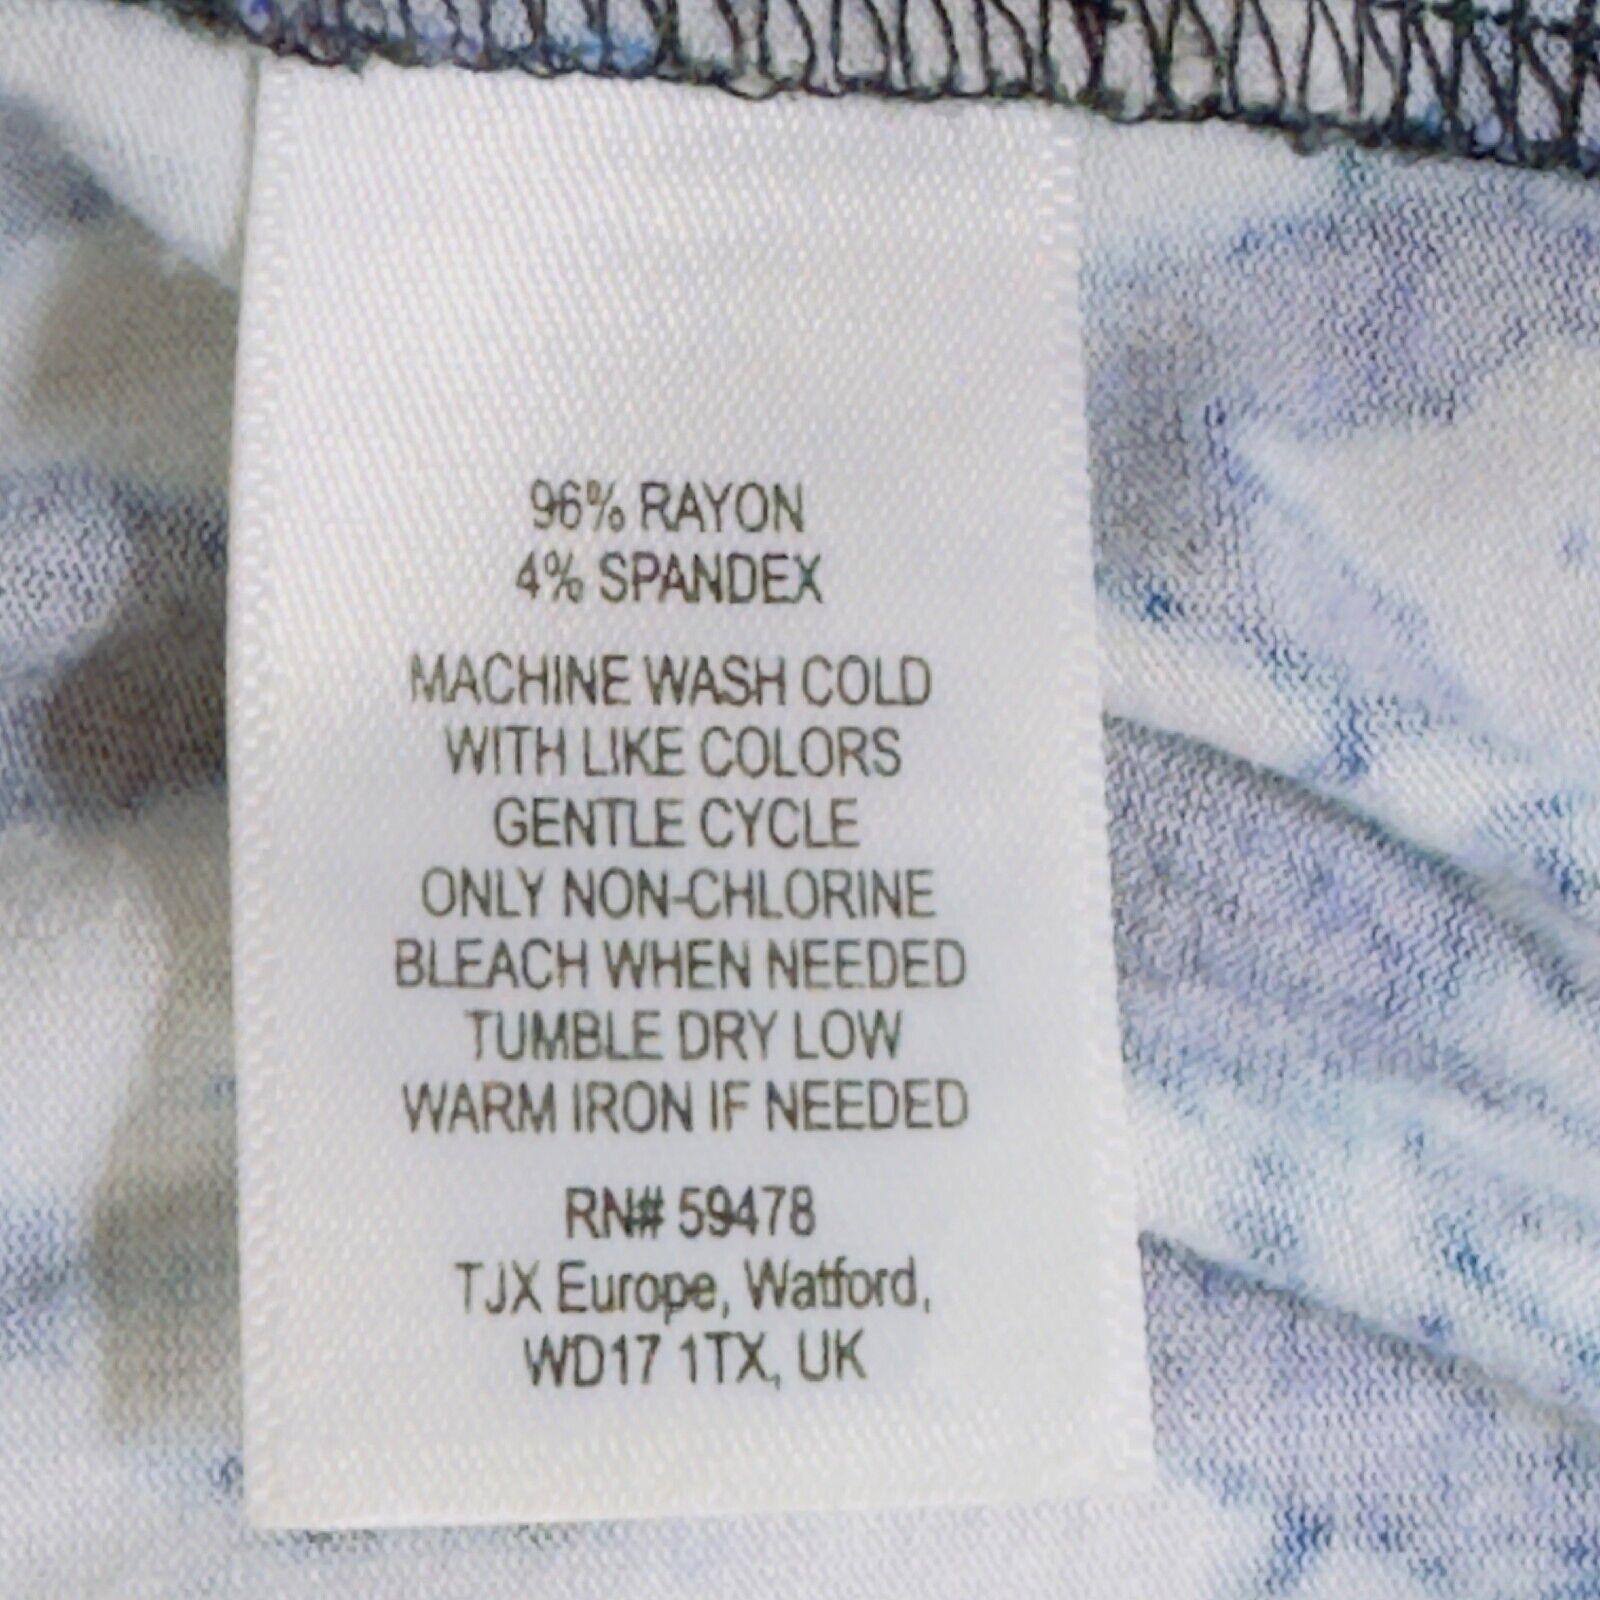 96% RAYON
4% SPANDEX
MACHINE WASH COLD
WITH LIKE COLORS
GENTLE CYCLE
ONLY NON-CHLORINE
BLEACH WHEN NEEDED
TUMBLE DRY LOW
WARM IRON IF NEEDED
RN# 59478
TJX Europe, Watford,
WD17 1TX, UK